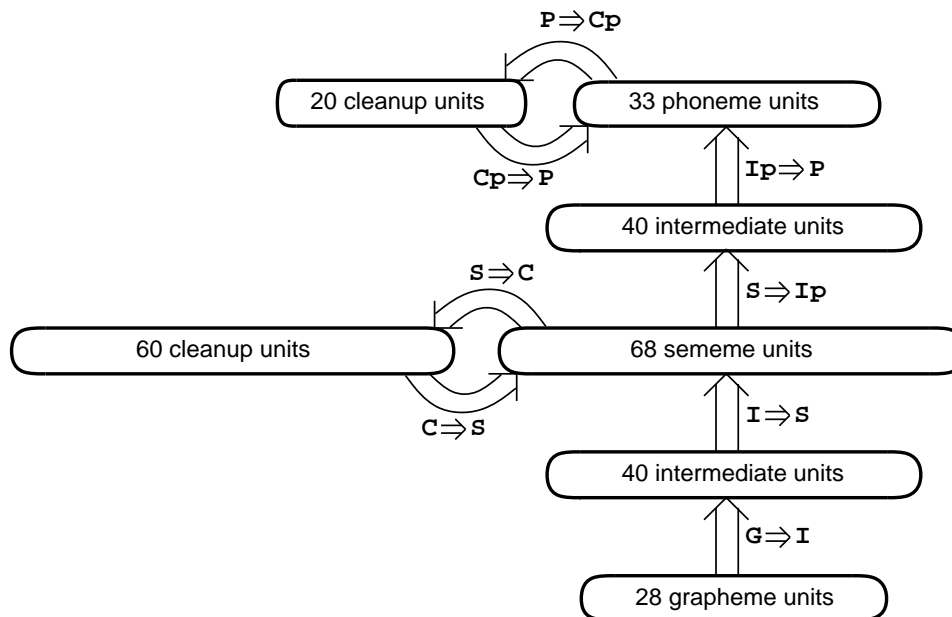 P⇒Cp
20 cleanup units
33 phoneme units
Cp⇒P
Ip⇒P
40 intermediate units
S⇒C
S⇒Ip
60 cleanup units
68 sememe units
C⇒S
I⇒S
40 intermediate units
G⇒I
28 grapheme units